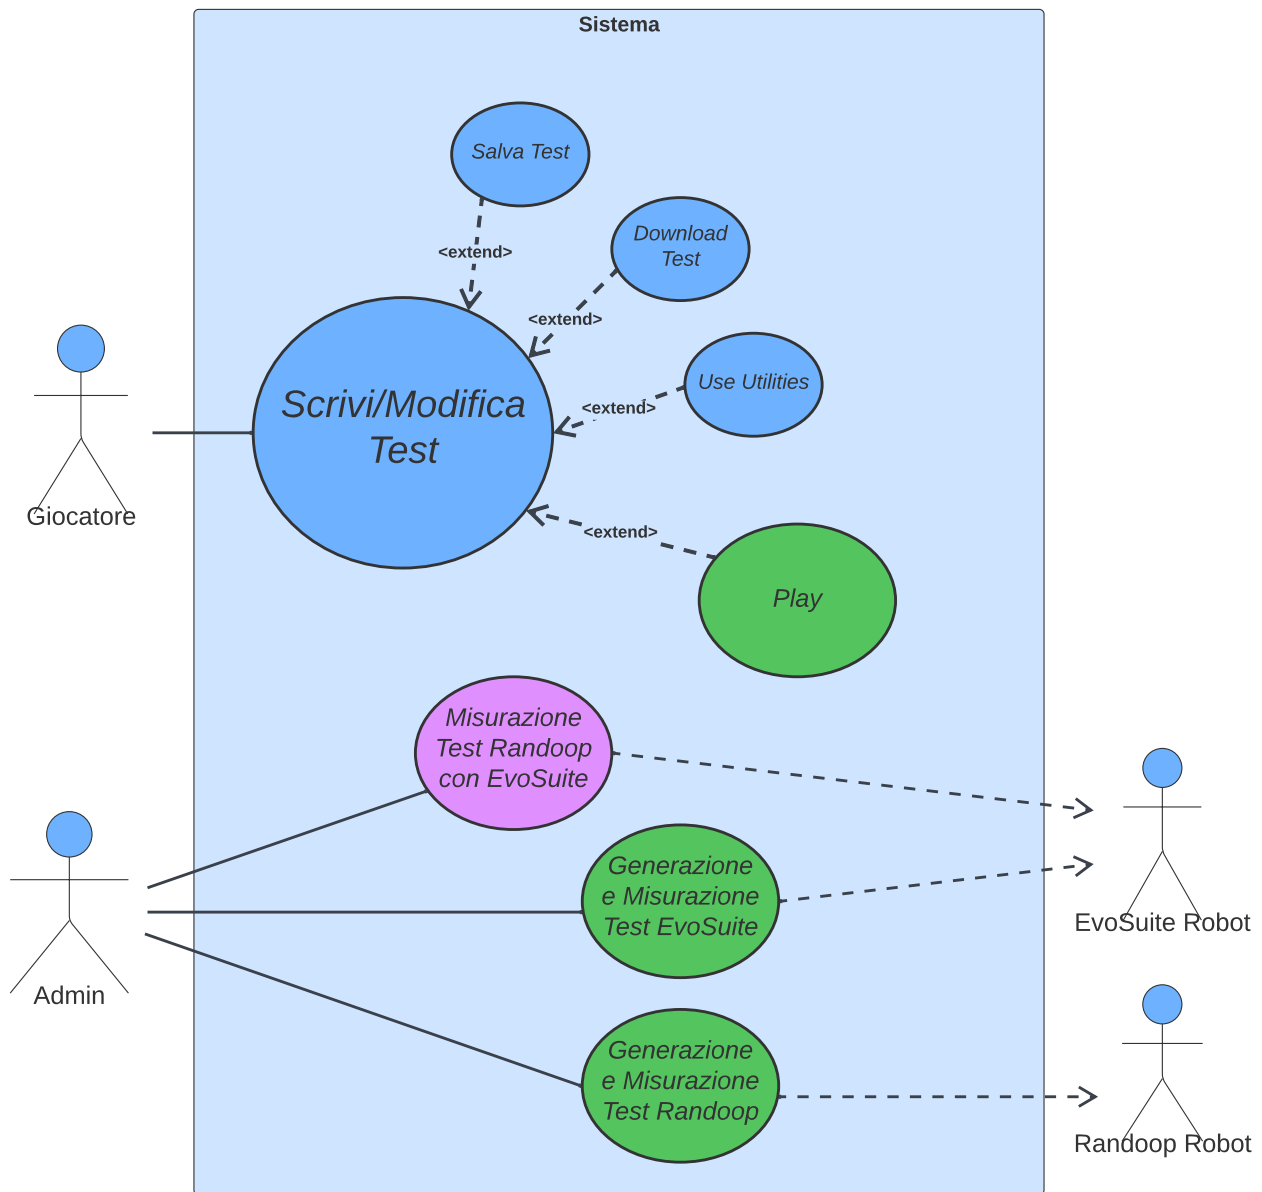 Sistema
Salva Test
<extend>
Download
Test
<extend>
Use Utilities
<extend>
Scrivi/Modifica
Test
Giocatore
<extend>
Play
Misurazione
Test Randoop
con EvoSuite
Generazione
e Misurazione
Test EvoSuite
EvoSuite Robot
Admin
Generazione
e Misurazione
Test Randoop
Randoop Robot